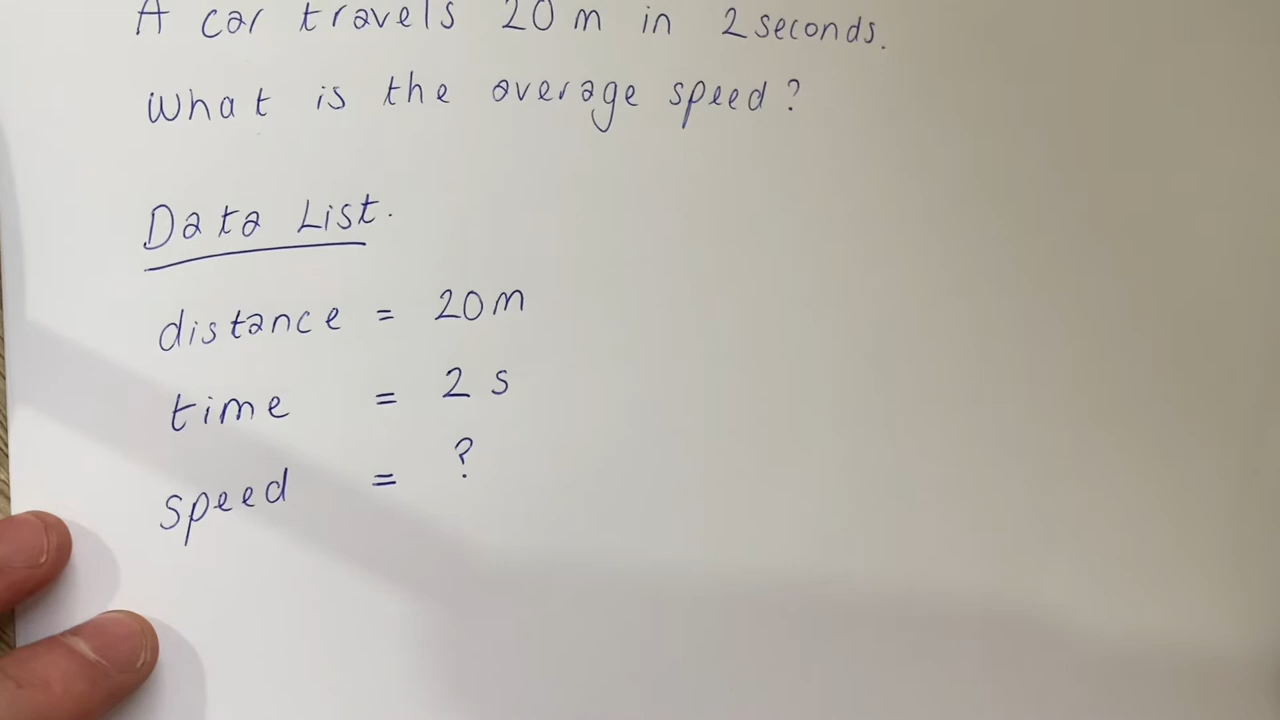 A car travels 20 m in 2 seconds.
What is the average speed?
Data List.
distance = 20m
time = 2 s
speed = ?